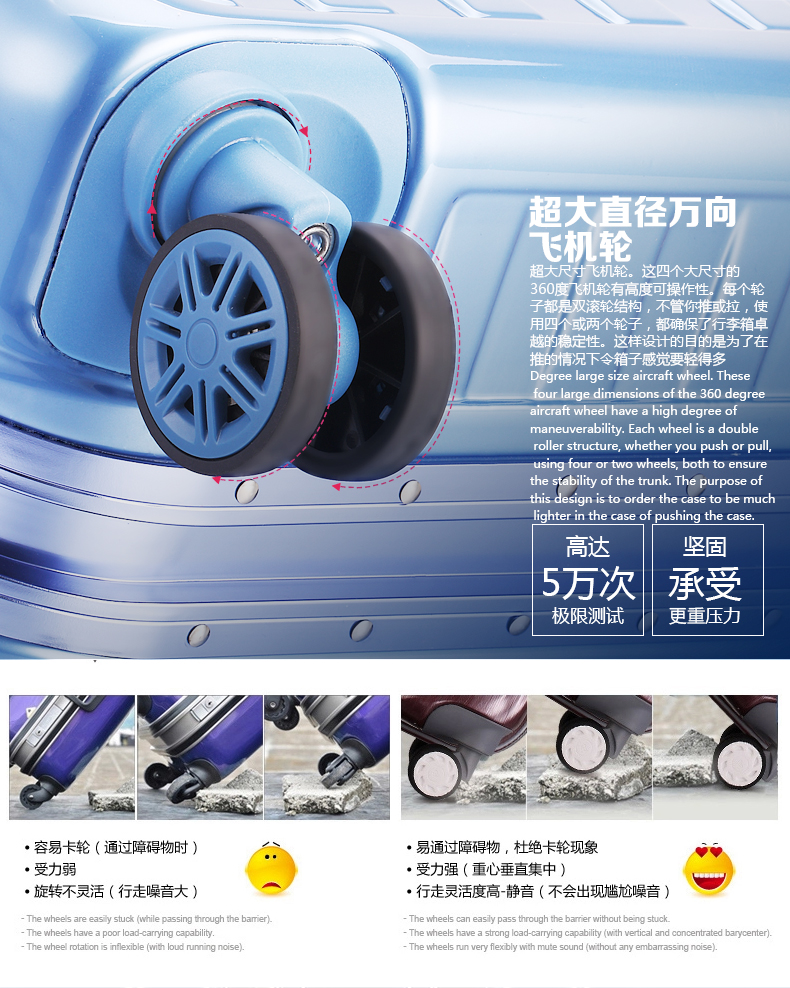 超大直径万向
飞机轮
超大尺寸飞机轮。这四个大尺寸的
360度飞机轮有高度可操作性。每个轮
子都是双滚轮结构，不管你推或拉，使
用四个或两个轮子，都确保了行李箱卓
越的稳定性。这样设计的目的是为了在
推的情况下令箱子感觉要轻得多
Degree large size aircraft wheel. These
four large dimensions of the 360 degree
aircraft wheel have a high degree of
maneuverability. Each wheel is a double
roller structure, whether you push or pull,
using four or two wheels, both to ensure
the stability of the trunk. The purpose of
this design is to order the case to be much
lighter in the case of pushing the case.
高达
5万次
极限测试
坚固
承受
更重压力
• 容易卡轮（通过障碍物时）
• 受力弱
• 旋转不灵活（行走噪音大）
- The wheels are easily stuck (while passing through the barrier).
- The wheels have a poor load-carrying capability.
- The wheel rotation is inflexible (with loud running noise).
• 易通过障碍物，杜绝卡轮现象
• 受力强（重心垂直集中）
• 行走灵活度高-静音（不会出现尴尬噪音）
- The wheels can easily pass through the barrier without being stuck.
- The wheels have a strong load-carrying capability (with vertical and concentrated barycenter).
- The wheels run very flexibly with mute sound (without any embarrassing noise).